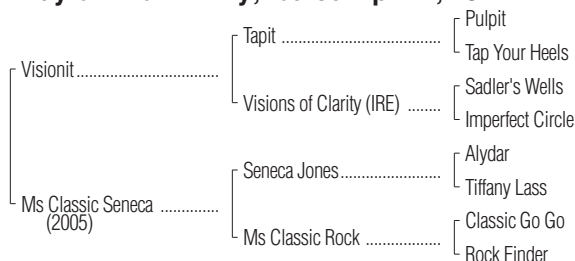 Pulpit
Tapit
Tap Your Heels
Visionit
Sadler's Wells
Visions of Clarity (IRE)
Imperfect Circle
Alydar
Seneca Jones
Tiffany Lass
Ms Classic Seneca
(2005)
Classic Go Go
Ms Classic Rock
Rock Finder